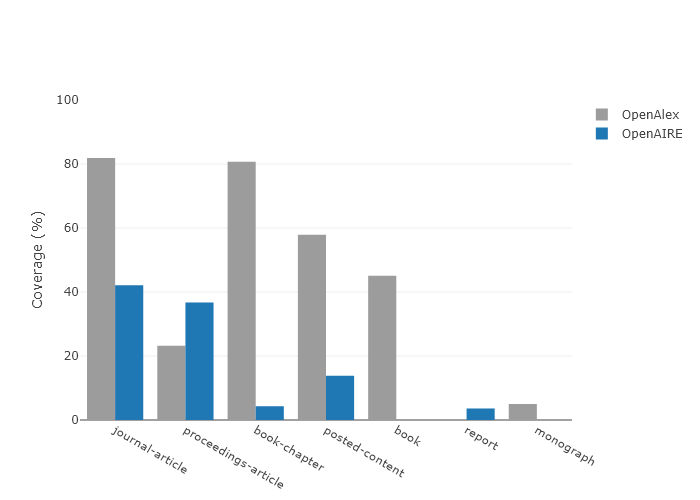 100
80
60
40
20
0
Coverage (%)
journal-article
proceedings-article
book-chapter
posted-content
book
report
monograph
OpenAlex
OpenAIRE